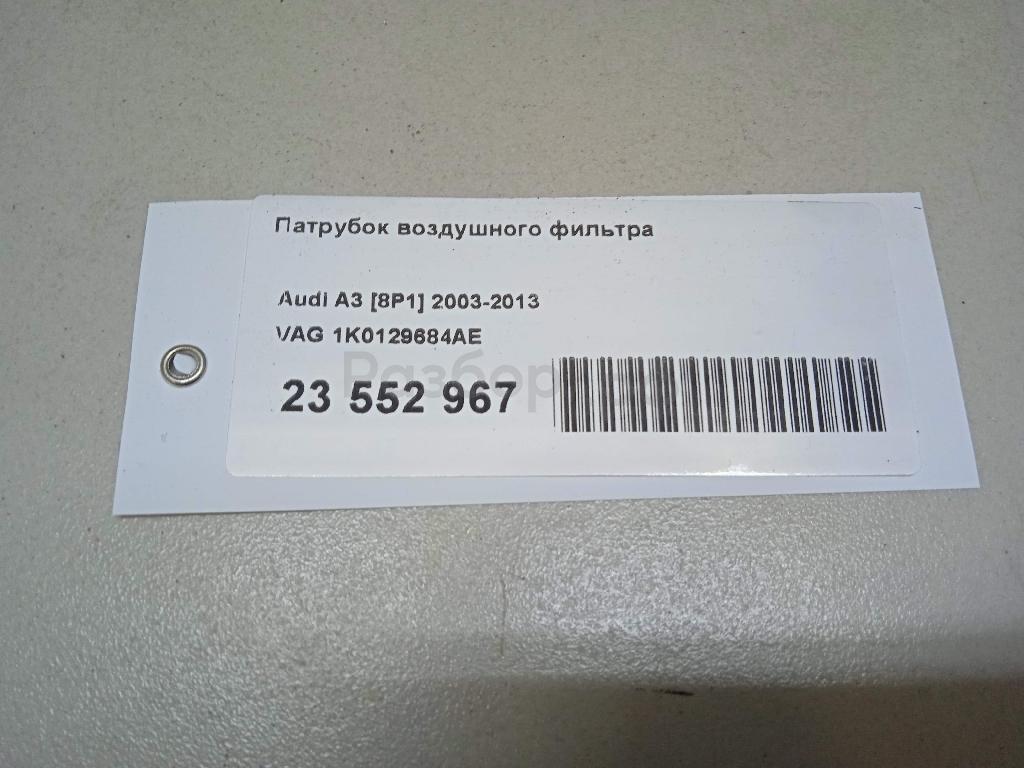 Патрубок воздушного фильтра
Audi A3 [8P1] 2003-2013
VAG 1K0129684AE
23 552 967